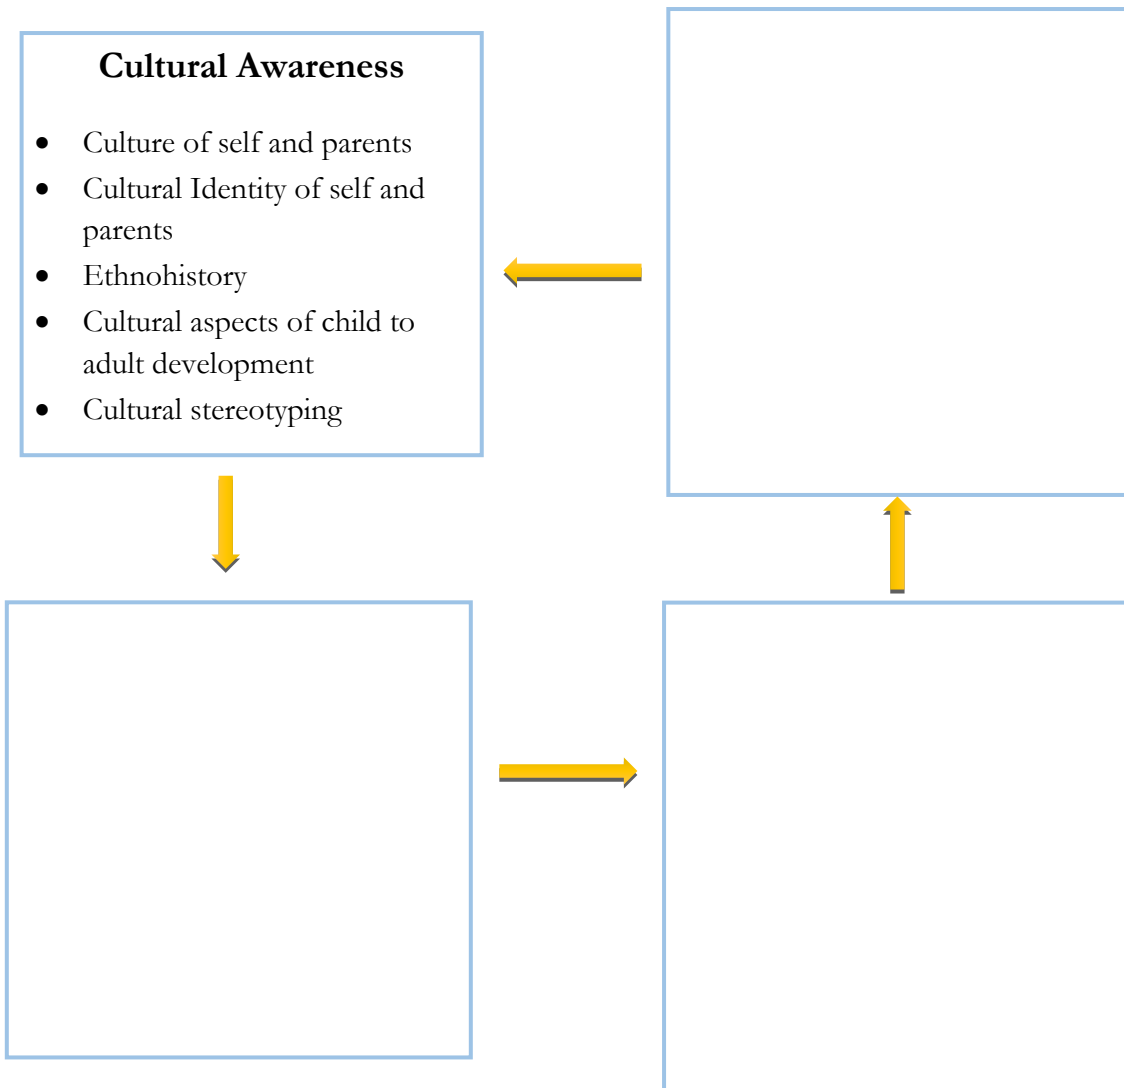 Cultural Awareness
• Culture of self and parents
• Cultural Identity of self and
parents
• Ethnohistory
• Cultural aspects of child to
adult development
• Cultural stereotyping